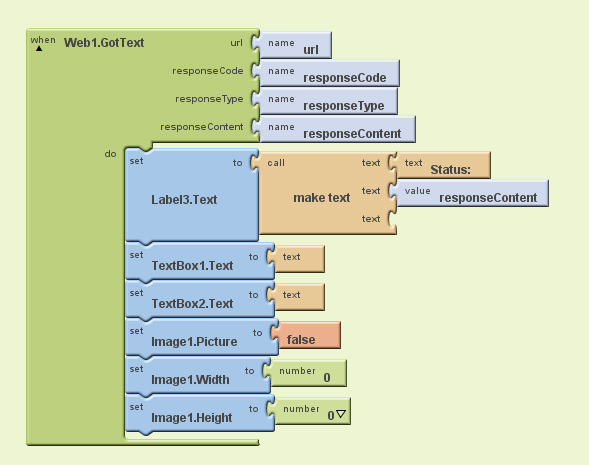 when Web1.GotText url name url
responseCode name responseCode
responseType name responseType
responseContent name responseContent
do
set Label3.Text to call make text text text Status:
text value responseContent
text
set TextBox1.Text to text
set TextBox2.Text to text
set Image1.Picture to false
set Image1.Width to number 0
set Image1.Height to number 0